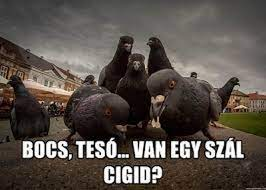 BOCS, TESÓ... VAN EGY SZÁL
CIGID?